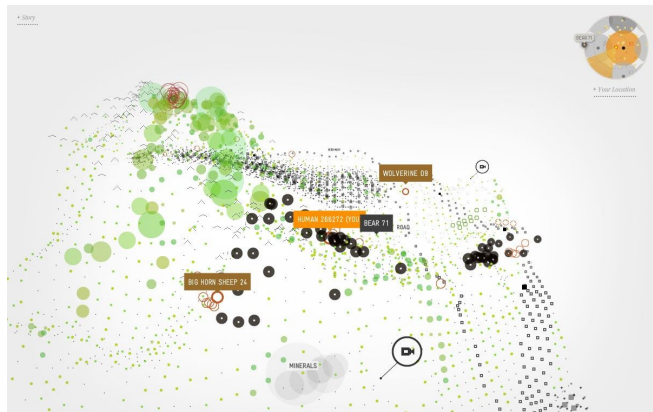 Story
BEAR 71
Your Location
WOLVERINE 09
HUMAN 266272 (YOU
BEAR 71
ROAD
BIG HORN SHEEP 24
MINERALS